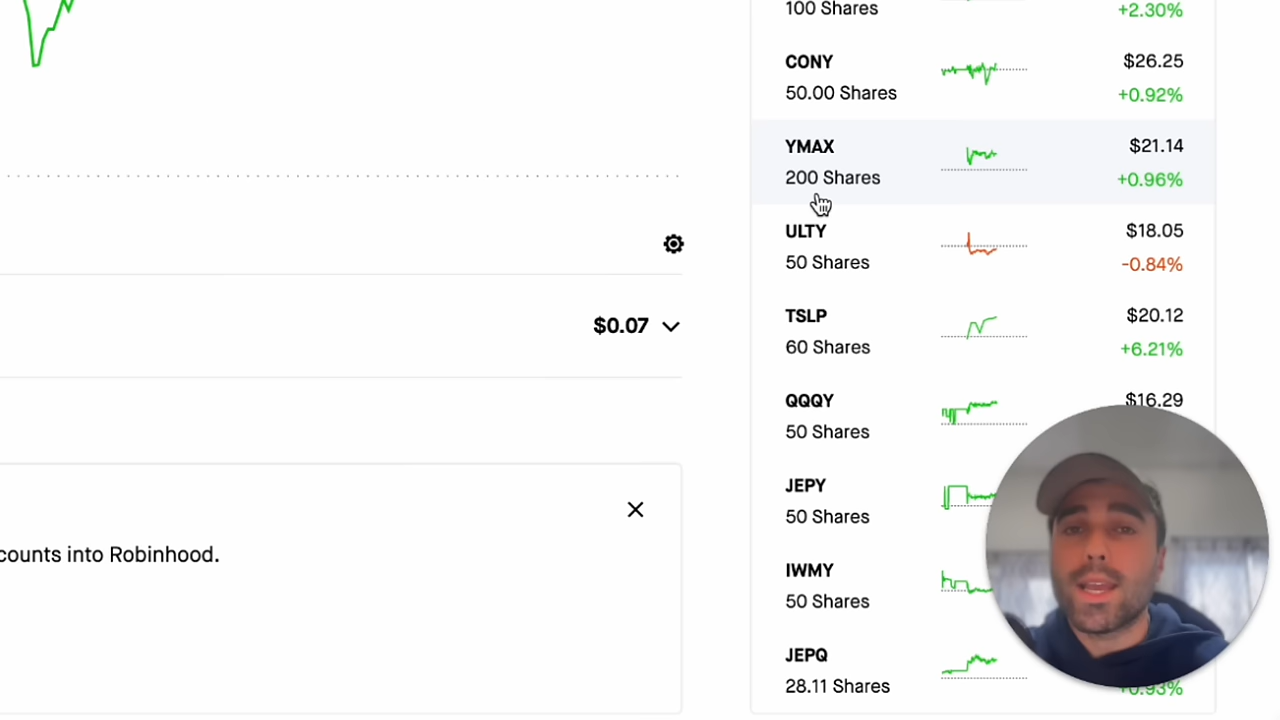 100 Shares
+2.30%
CONY
$26.25
50.00 Shares
+0.92%
YMAX
$21.14
200 Shares
+0.96%
ULTY
$18.05
50 Shares
-0.84%
$0.07
TSLP
$20.12
60 Shares
+6.21%
QQQY
$16.29
50 Shares
JEPY
50 Shares
counts into Robinhood.
IWMY
50 Shares
JEPQ
28.11 Shares
+0.93%